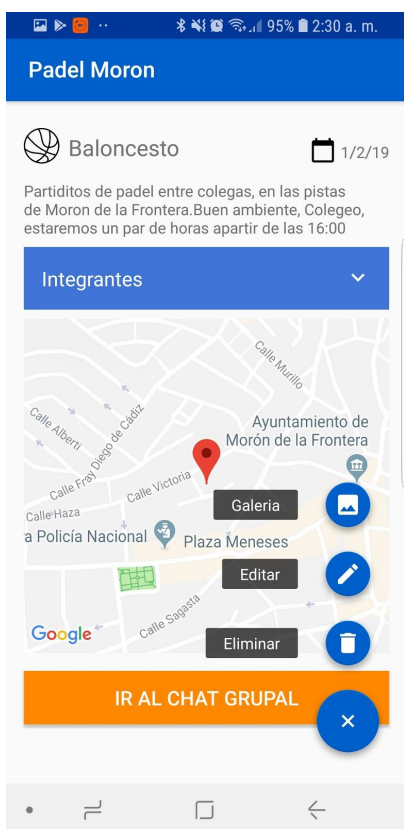 95% 2:30 a. m.
Padel Moron
Baloncesto
1/2/19
Partiditos de padel entre colegas, en las pistas
de Moron de la Frontera.Buen ambiente, Colegeo,
estaremos un par de horas apartir de las 16:00
Integrantes
Calle Murillo
Calle Alberti
Calle Fray Diego de Cádiz
Ayuntamiento de
Morón de la Frontera
Calle Victoria
Calle Haza
Galeria
a Policía Nacional
Plaza Meneses
Editar
Calle Sagasta
Google
Eliminar
IR AL CHAT GRUPAL